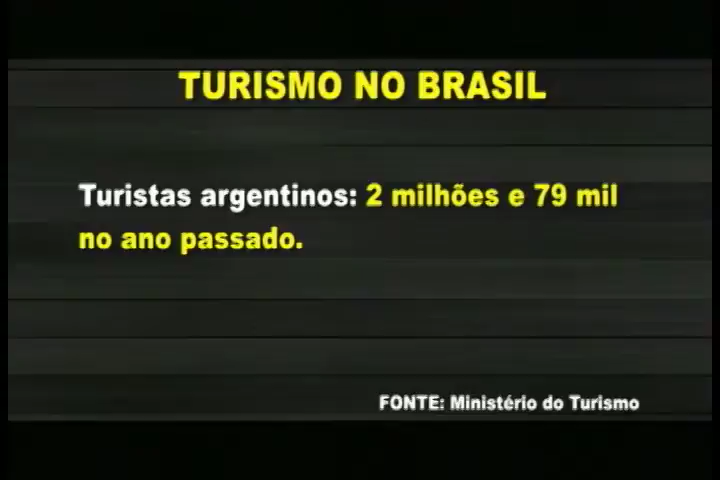 TURISMO NO BRASIL
Turistas argentinos: 2 milhões e 79 mil
no ano passado.
FONTE: Ministério do Turismo